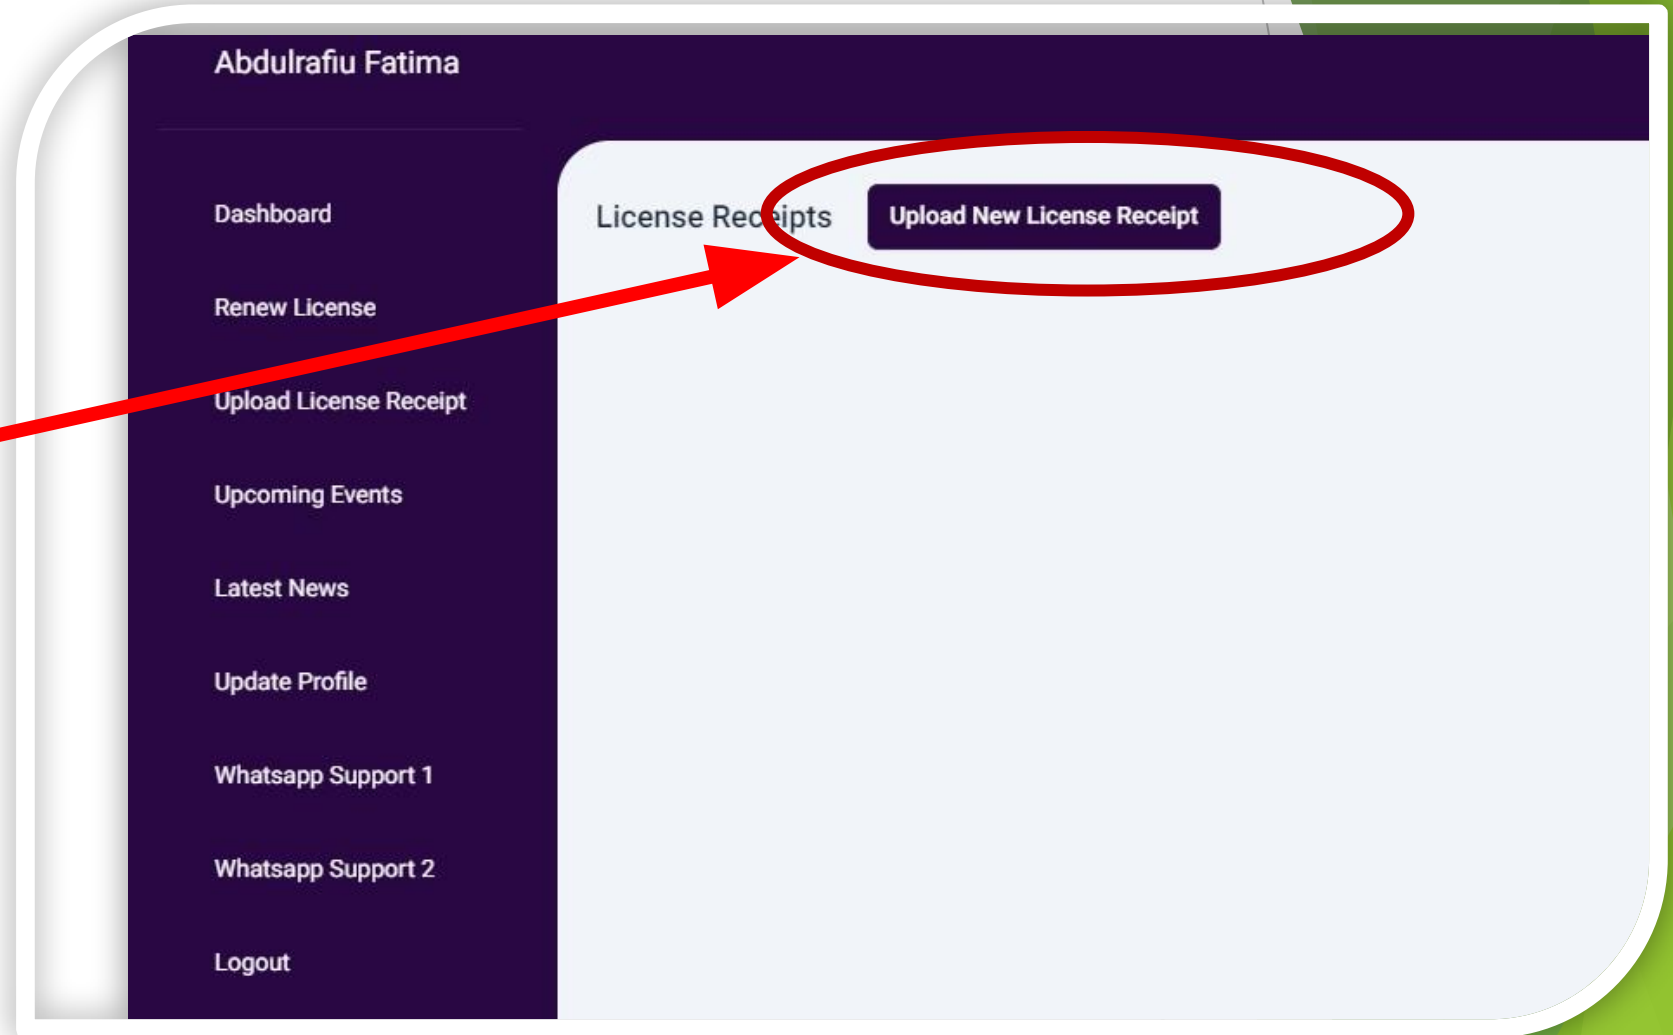 Abdulrafiu Fatima
Dashboard
Renew License
Upload License Receipt
Upcoming Events
Latest News
Update Profile
Whatsapp Support 1
Whatsapp Support 2
Logout
License Receipts
Upload New License Receipt